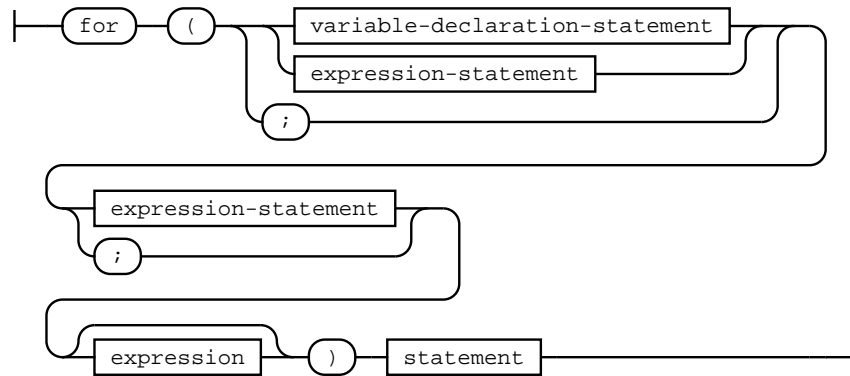 for ( variable-declaration-statement
expression-statement
;
expression-statement
;
expression ) statement